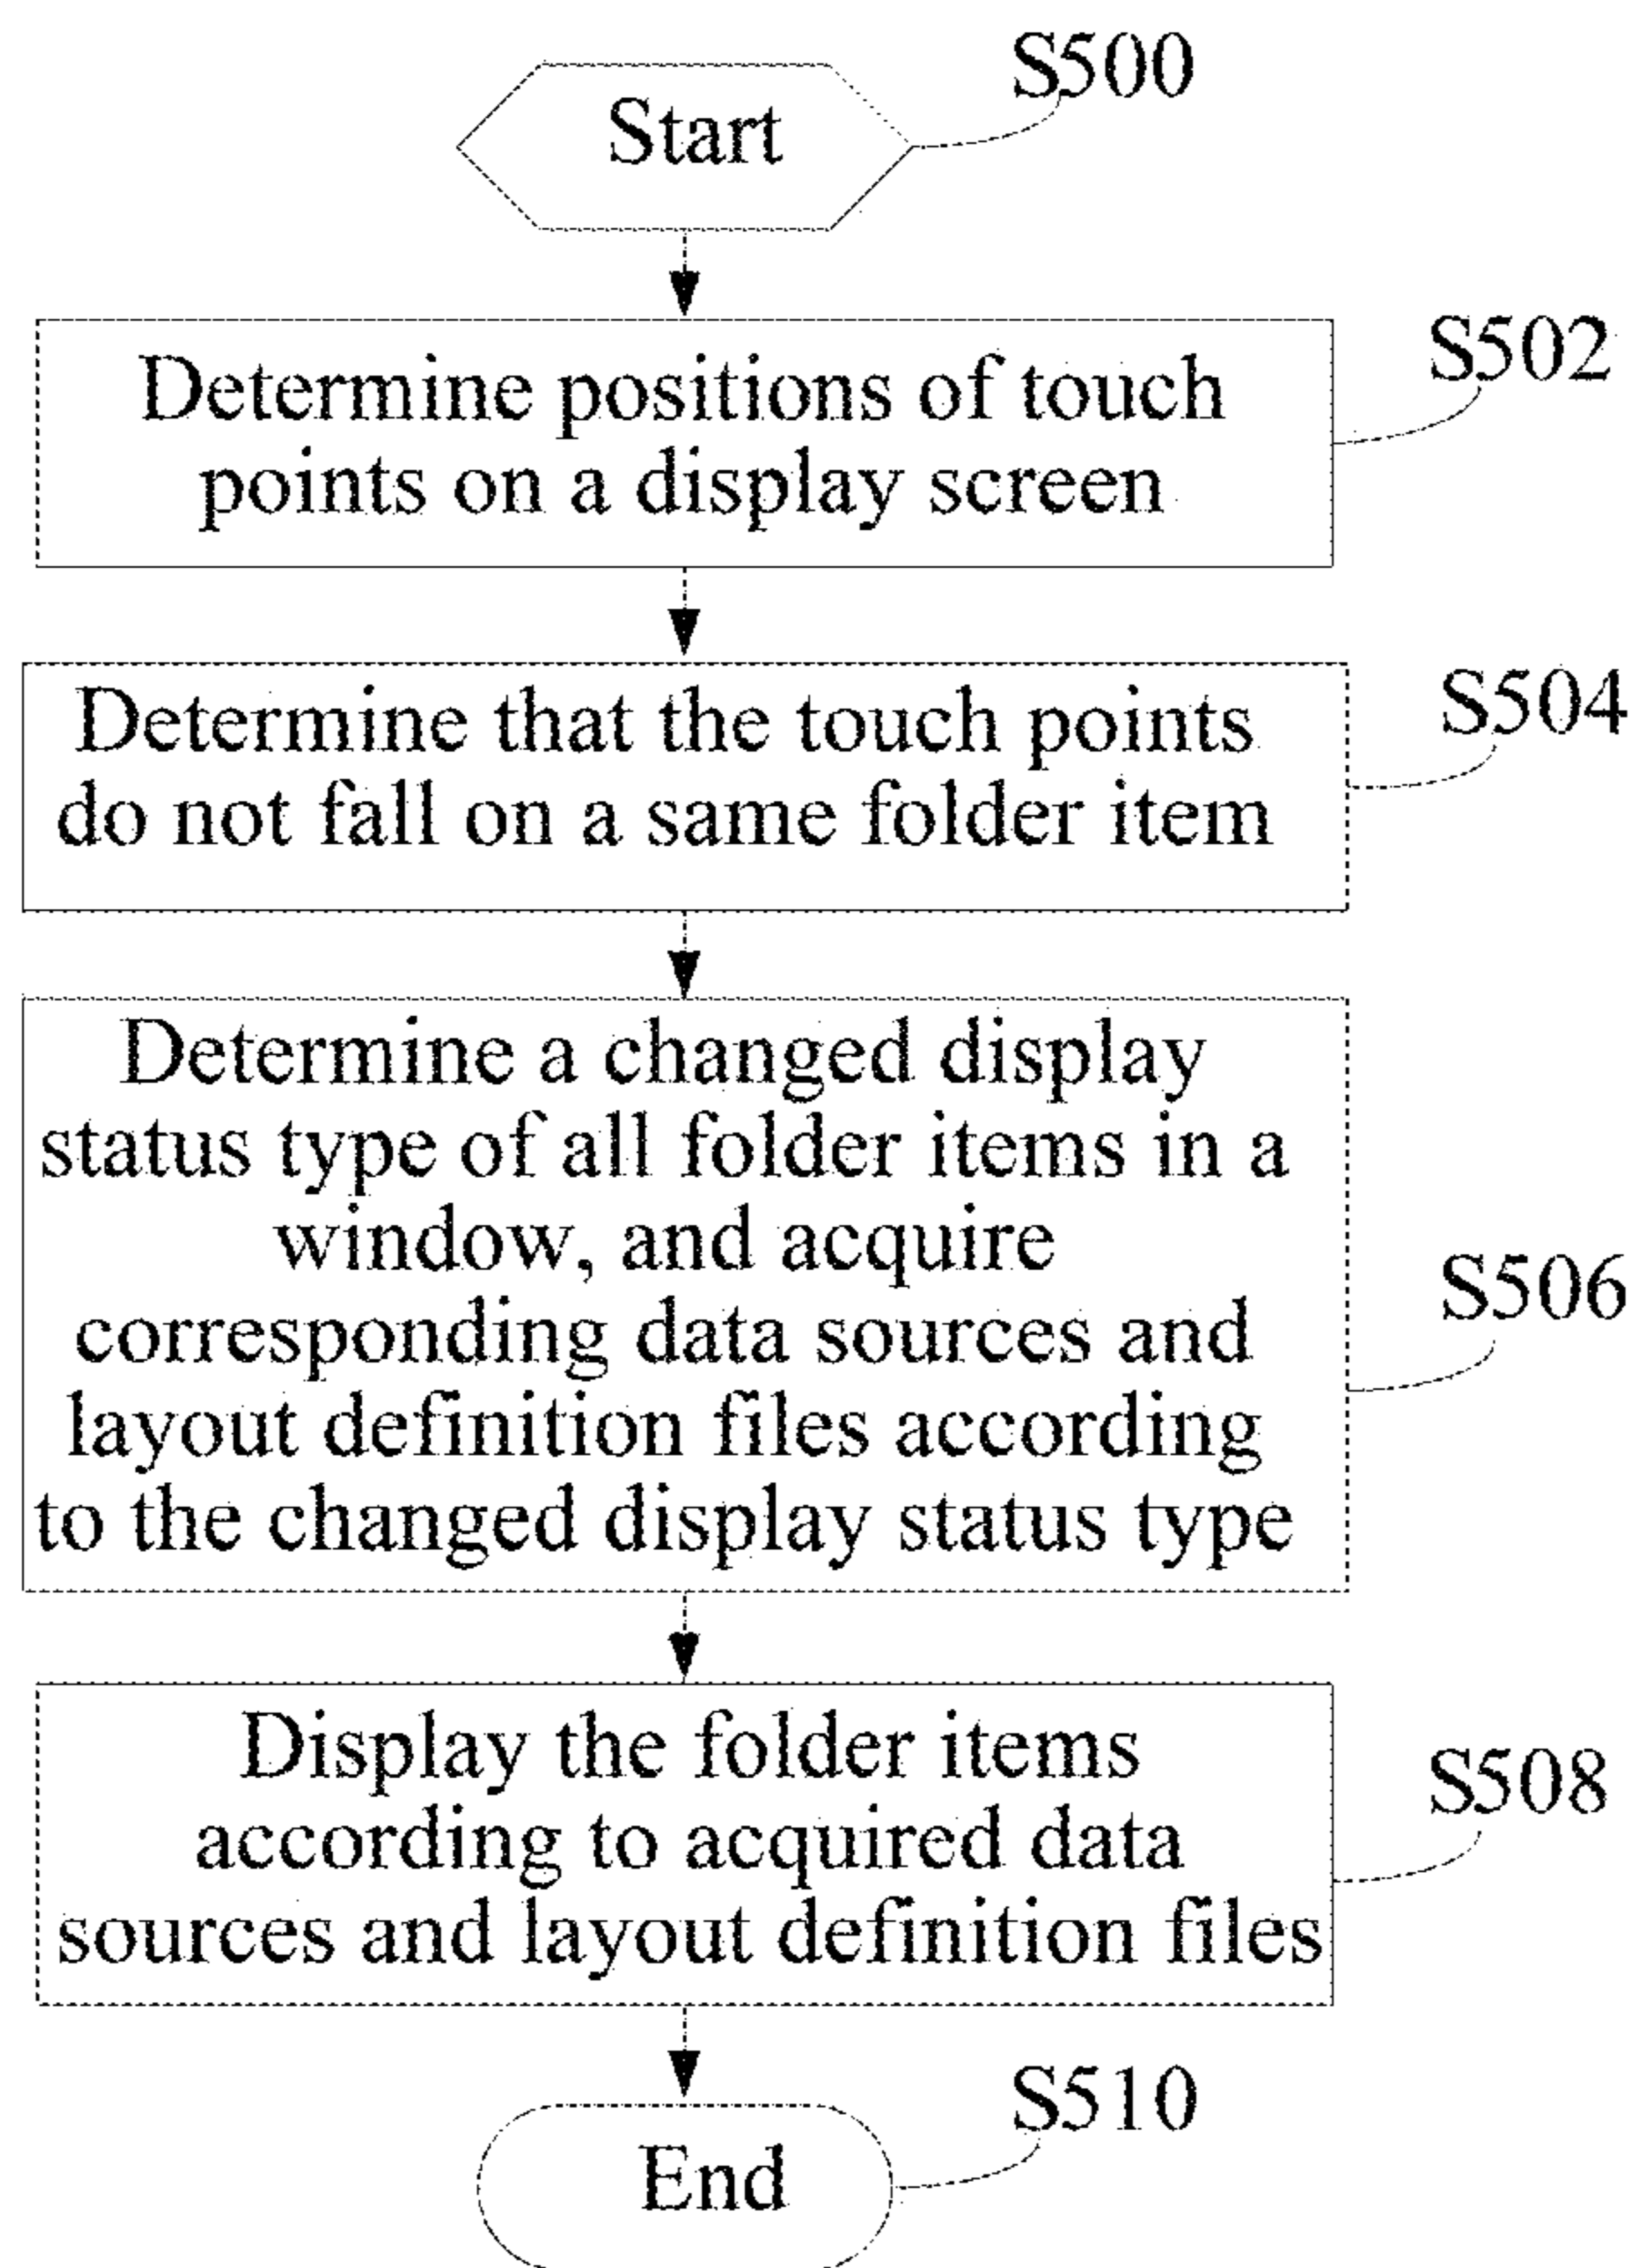 S500
Start
S502
Determine positions of touch
points on a display screen
S504
Determine that the touch points
do not fall on a same folder item
Determine a changed display
status type of all folder items in a
window, and acquire
corresponding data sources and
layout definition files according
to the changed display status type
S506
Display the folder items
according to acquired data
sources and layout definition files
S508
S510
End